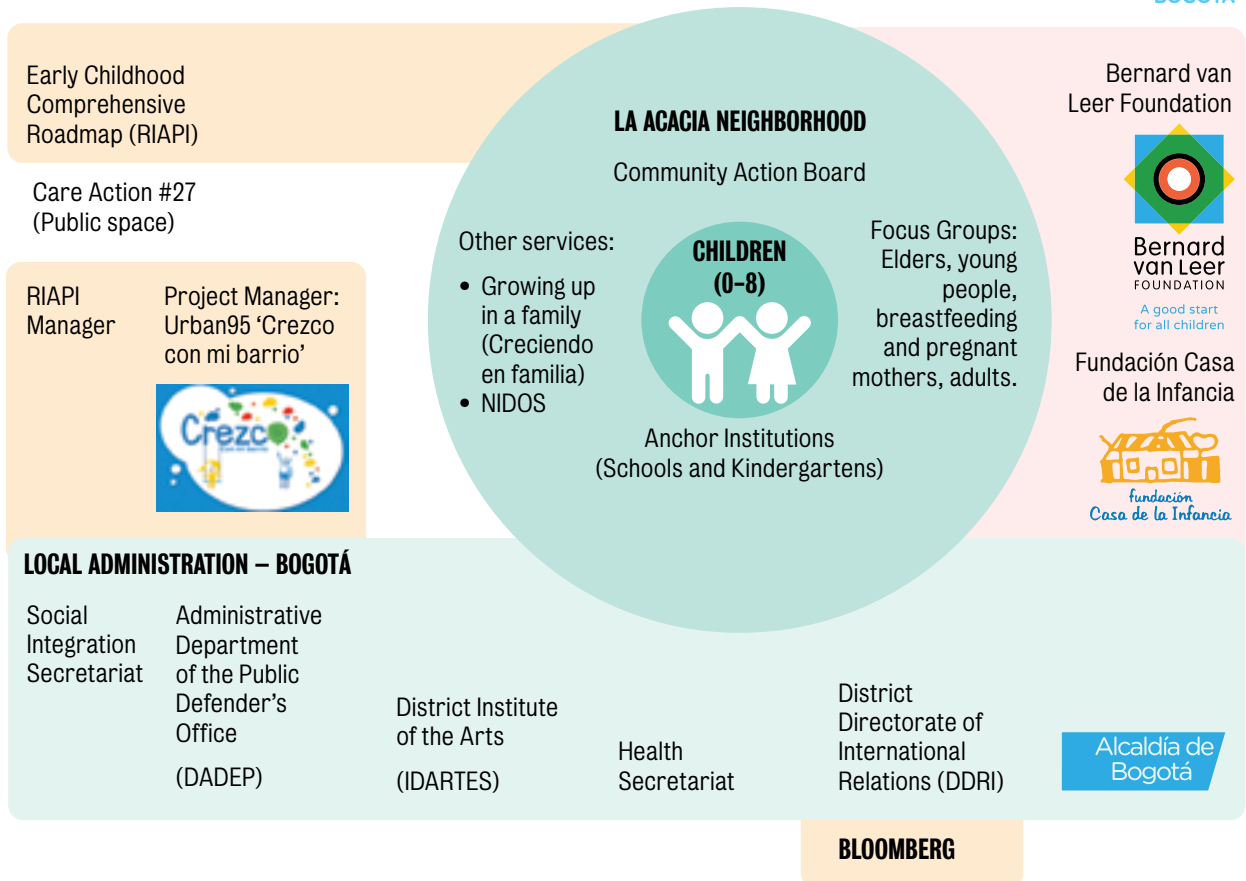 BOGOTÁ
Early Childhood
Comprehensive
Roadmap (RIAPI)
Care Action #27
(Public space)
RIAPI
Manager
Project Manager:
Urban95 ‘Crezco
con mi barrio’
Crezco
LA ACACIA NEIGHBORHOOD
Community Action Board
Other services:
• Growing up
in a family
(Creciendo
en familia)
• NIDOS
CHILDREN
(0–8)
Focus Groups:
Elders, young
people,
breastfeeding
and pregnant
mothers, adults.
Anchor Institutions
(Schools and Kindergartens)
Bernard van
Leer Foundation
Bernard
van Leer
FOUNDATION
A good start
for all children
Fundación Casa
de la Infancia
fundación
Casa de la Infancia
LOCAL ADMINISTRATION – BOGOTÁ
Social
Integration
Secretariat
Administrative
Department
of the Public
Defender’s
Office
(DADEP)
District Institute
of the Arts
(IDARTES)
Health
Secretariat
District
Directorate of
International
Relations (DDRI)
Alcaldía de
Bogotá
BLOOMBERG